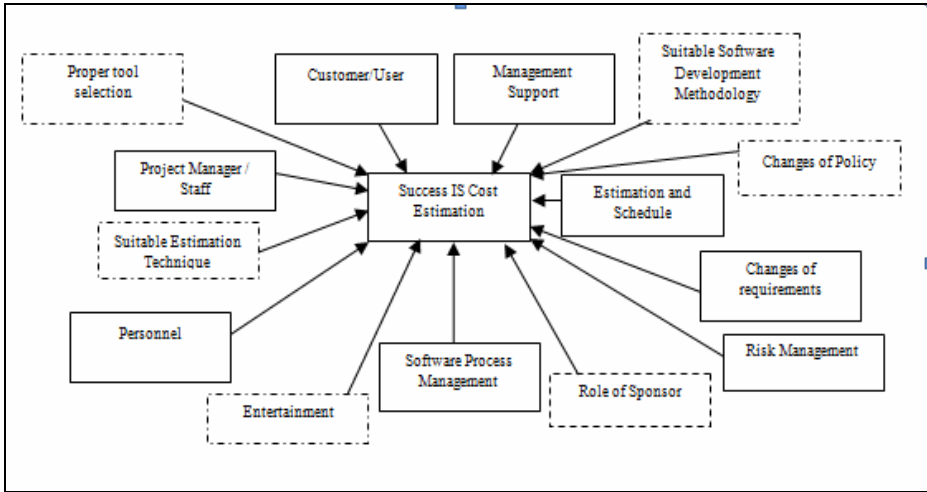 Proper tool
selection
Customer/User
Management
Support
Suitable Software
Development
Methodology
Project Manager /
Staff
Success IS Cost
Estimation
Estimation and
Schedule
Changes of Policy
Suitable Estimation
Technique
Changes of
requirements
Personnel
Software Process
Management
Risk Management
Entertainment
Role of Sponsor